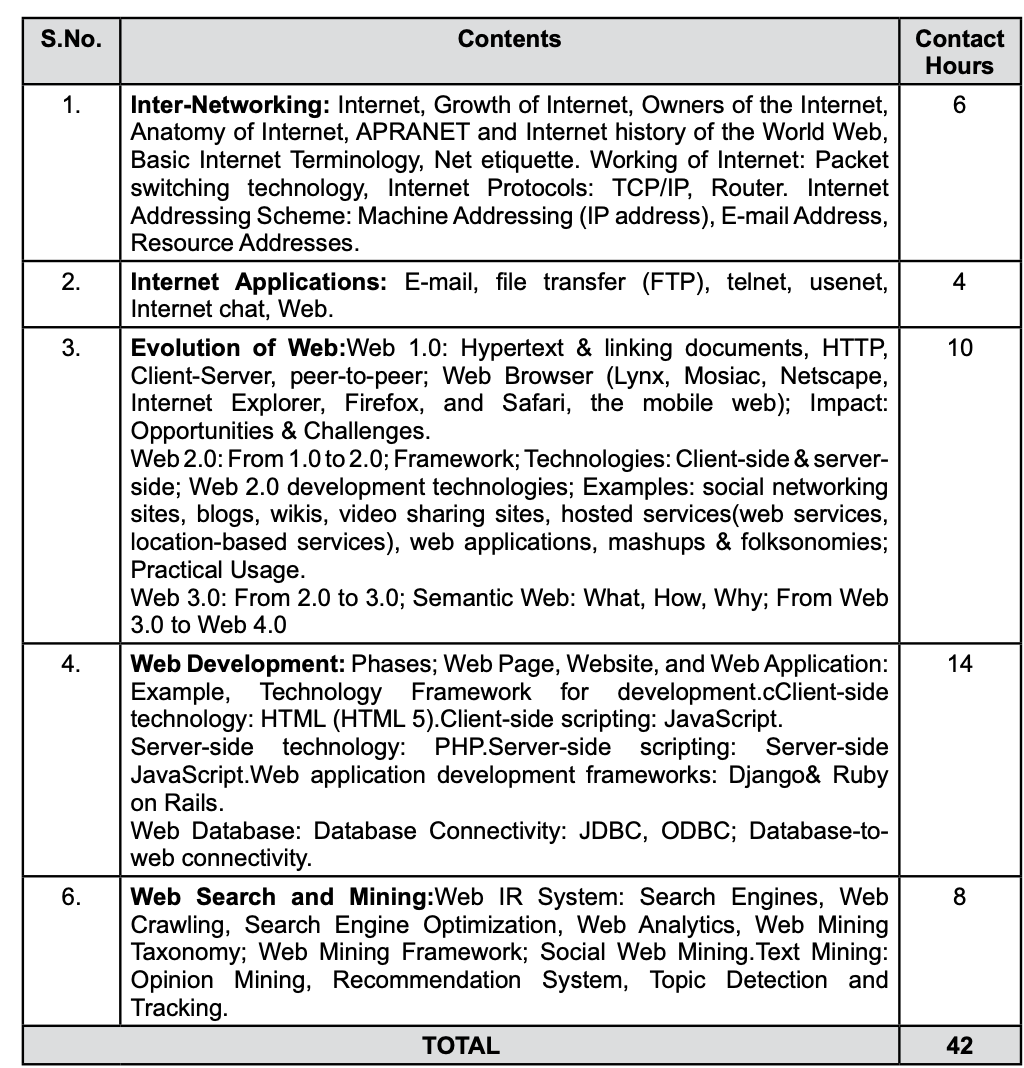 S.No.
Contents
Contact
Hours
1.
Inter-Networking: Internet, Growth of Internet, Owners of the Internet,
Anatomy of Internet, APRANET and Internet history of the World Web,
Basic Internet Terminology, Net etiquette. Working of Internet: Packet
switching technology, Internet Protocols: TCP/IP, Router. Internet
Addressing Scheme: Machine Addressing (IP address), E-mail Address,
Resource Addresses.
6
2.
Internet Applications: E-mail, file transfer (FTP), telnet, usenet,
Internet chat, Web.
4
3.
Evolution of Web:Web 1.0: Hypertext & linking documents, HTTP,
Client-Server, peer-to-peer; Web Browser (Lynx, Mosiac, Netscape,
Internet Explorer, Firefox, and Safari, the mobile web); Impact:
Opportunities & Challenges.
Web 2.0: From 1.0 to 2.0; Framework; Technologies: Client-side & server-
side; Web 2.0 development technologies; Examples: social networking
sites, blogs, wikis, video sharing sites, hosted services(web services,
location-based services), web applications, mashups & folksonomies;
Practical Usage.
Web 3.0: From 2.0 to 3.0; Semantic Web: What, How, Why; From Web
3.0 to Web 4.0
10
4.
Web Development: Phases; Web Page, Website, and Web Application:
Example, Technology Framework for development.cClient-side
technology: HTML (HTML 5).Client-side scripting: JavaScript.
Server-side technology: PHP.Server-side scripting: Server-side
JavaScript.Web application development frameworks: Django& Ruby
on Rails.
Web Database: Database Connectivity: JDBC, ODBC; Database-to-
web connectivity.
14
6.
Web Search and Mining:Web IR System: Search Engines, Web
Crawling, Search Engine Optimization, Web Analytics, Web Mining
Taxonomy; Web Mining Framework; Social Web Mining.Text Mining:
Opinion Mining, Recommendation System, Topic Detection and
Tracking.
8
TOTAL
42